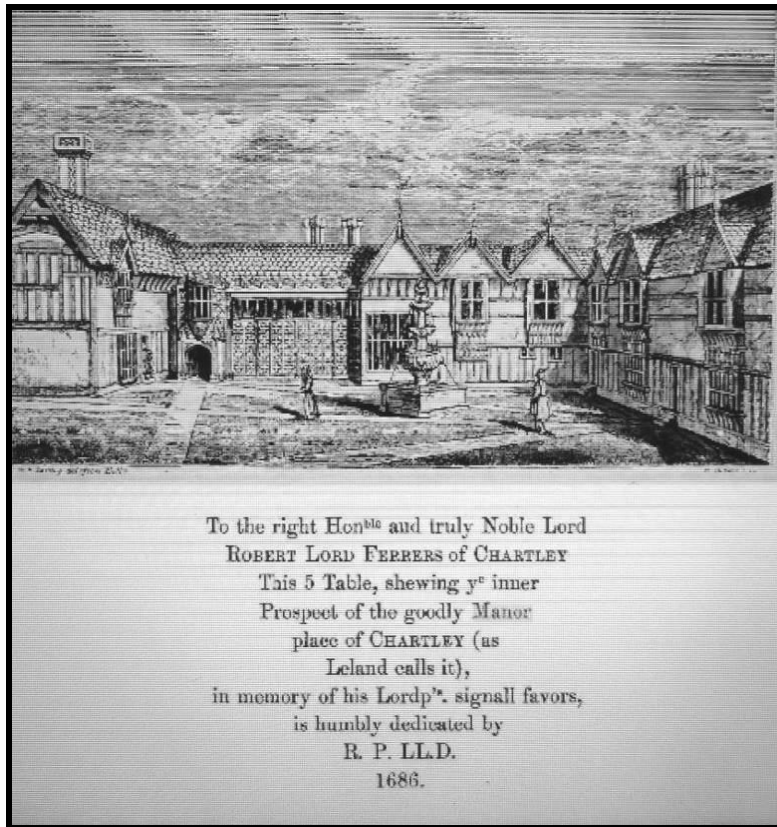 To the right Honble and truly Noble Lord
ROBERT LORD FERRERS of CHARTLEY
This 5 Table, shewing ye inner
Prospect of the goodly Manor
place of CHARTLEY (as
Leland calls it),
in memory of his Lordp's. signall favors,
is humbly dedicated by
R. P. LL.D.
1686.